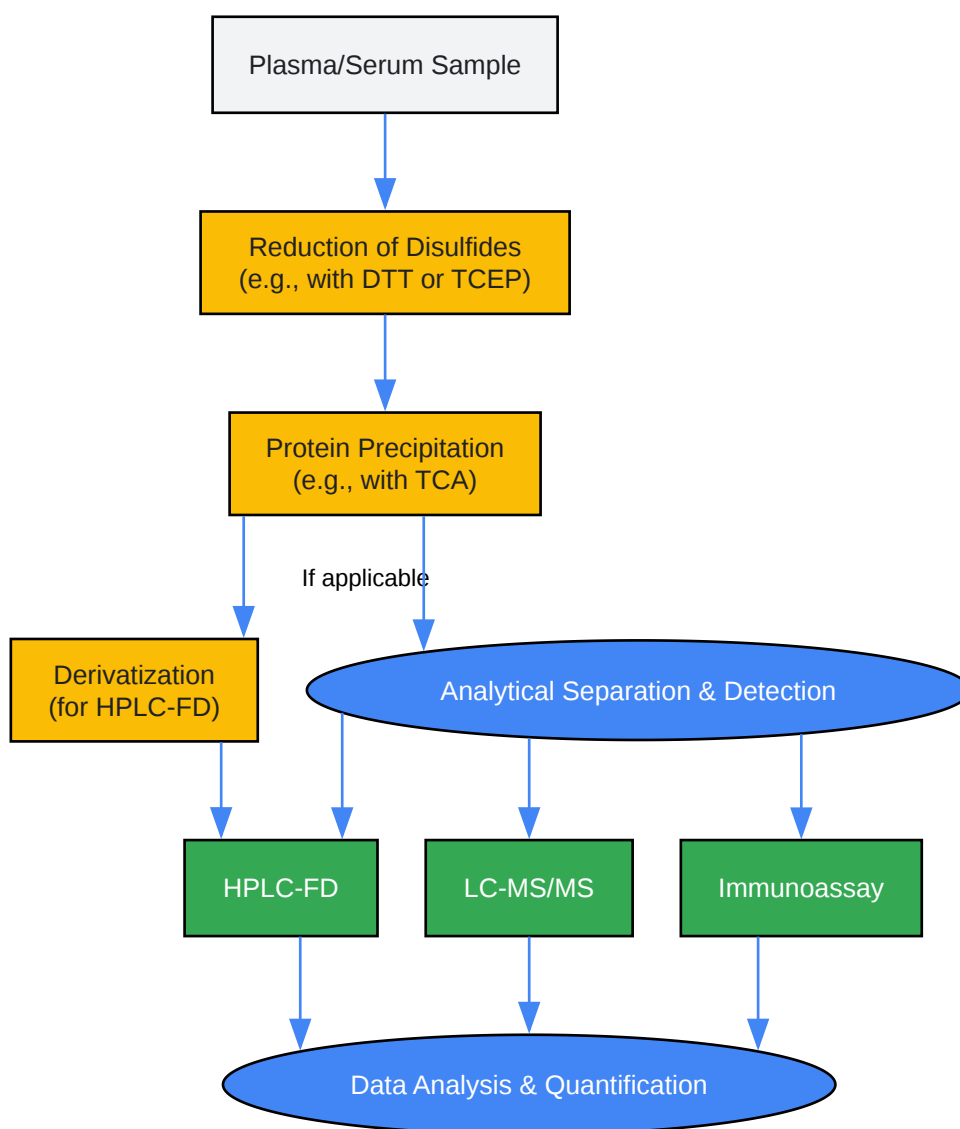 Plasma/Serum Sample
Reduction of Disulfides
(e.g., with DTT or TCEP)
Protein Precipitation
(e.g., with TCA)
If applicable
Derivatization
(for HPLC-FD)
Analytical Separation & Detection
HPLC-FD
LC-MS/MS
Immunoassay
Data Analysis & Quantification